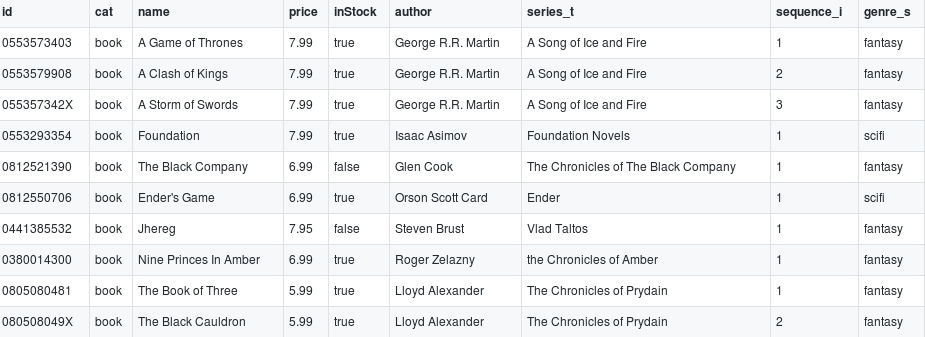 id cat name price inStock author series_t sequence_i genre_s
0553573403 book A Game of Thrones 7.99 true George R.R. Martin A Song of Ice and Fire 1 fantasy
0553579908 book A Clash of Kings 7.99 true George R.R. Martin A Song of Ice and Fire 2 fantasy
055357342X book A Storm of Swords 7.99 true George R.R. Martin A Song of Ice and Fire 3 fantasy
0553293354 book Foundation 7.99 true Isaac Asimov Foundation Novels 1 scifi
0812521390 book The Black Company 6.99 false Glen Cook The Chronicles of The Black Company 1 fantasy
0812550706 book Ender's Game 6.99 true Orson Scott Card Ender 1 scifi
0441385532 book Jhereg 7.95 false Steven Brust Vlad Taltos 1 fantasy
0380014300 book Nine Princes In Amber 6.99 true Roger Zelazny the Chronicles of Amber 1 fantasy
0805080481 book The Book of Three 5.99 true Lloyd Alexander The Chronicles of Prydain 1 fantasy
080508049X book The Black Cauldron 5.99 true Lloyd Alexander The Chronicles of Prydain 2 fantasy